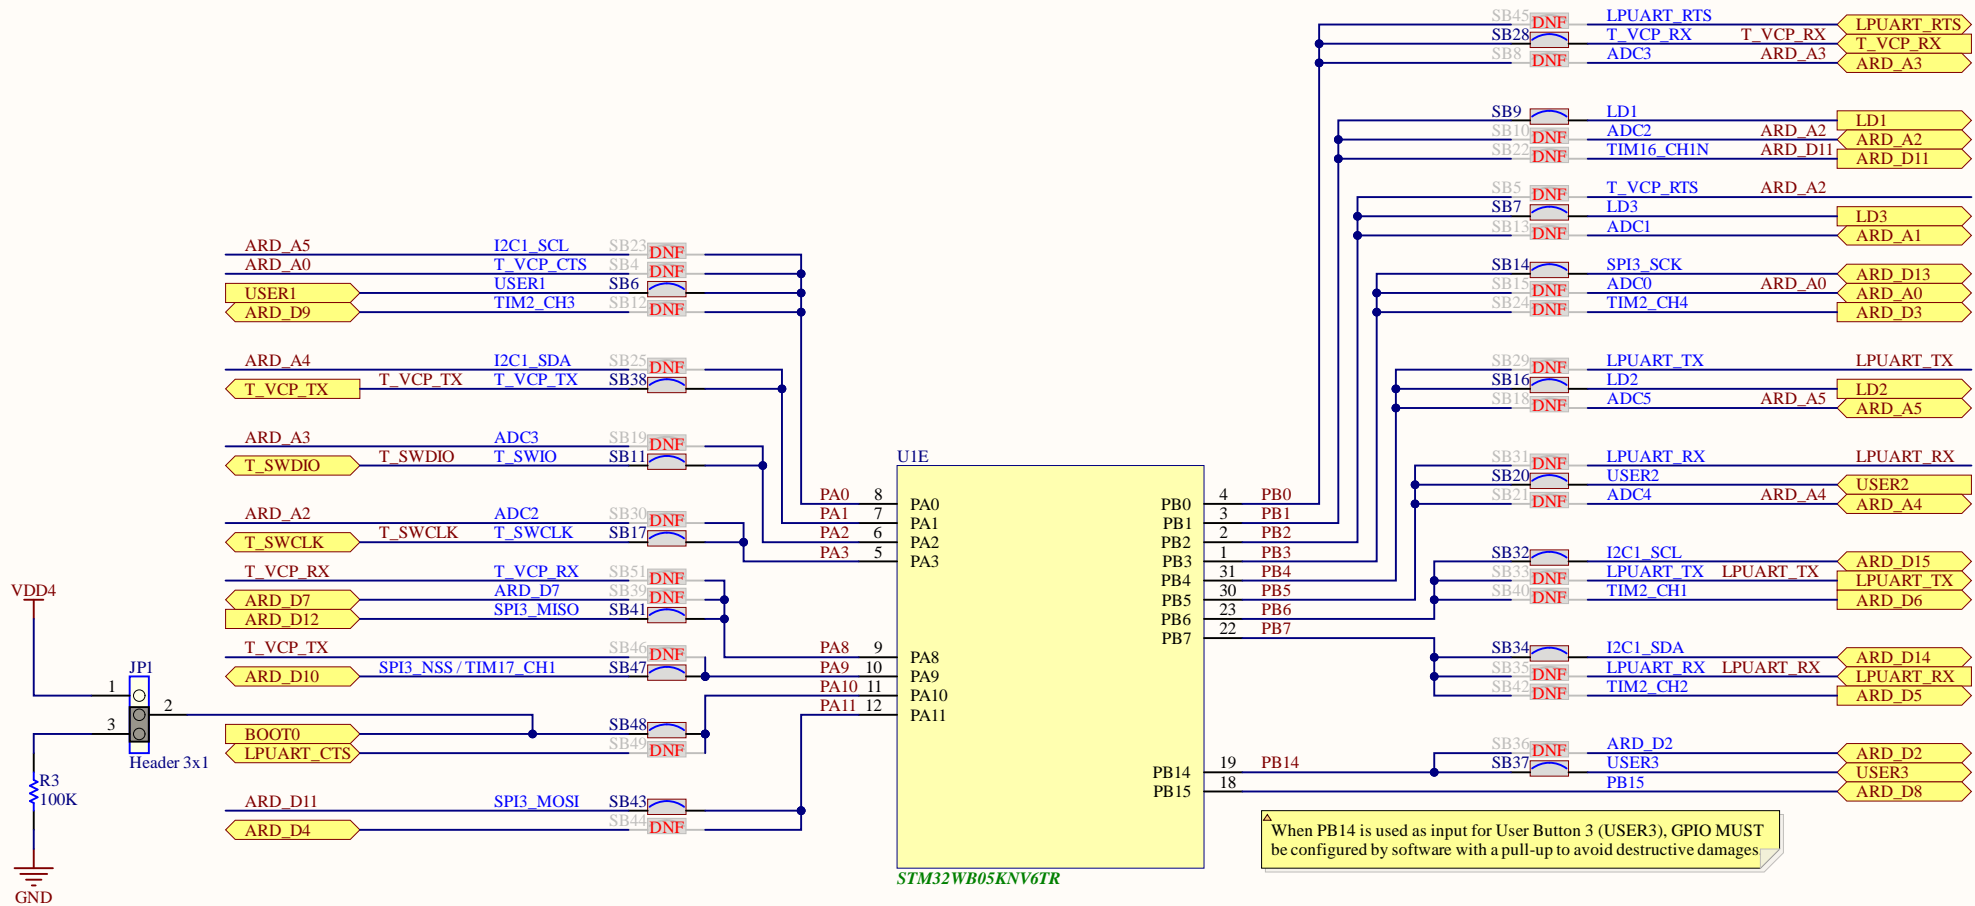 SB45 DNF LPUART_RTS LPUART_RTS
SB28 T_VCP_RX T_VCP_RX T_VCP_RX
SB8 DNF ADC3 ARD_A3 ARD_A3
SB9 LD1 LD1
SB10 DNF ADC2 ARD_A2 ARD_A2
SB22 DNF TIM16_CH1N ARD_D11 ARD_D11
SB5 DNF T_VCP_RTS ARD_A2
SB7 LD3 LD3
SB13 DNF ADC1 ARD_A1
SB14 SPI3_SCK ARD_D13
SB15 DNF ADC0 ARD_A0 ARD_A0
SB24 DNF TIM2_CH4 ARD_D3
SB29 DNF LPUART_TX LPUART_TX
SB16 LD2 LD2
SB18 DNF ADC5 ARD_A5 ARD_A5
SB31 DNF LPUART_RX LPUART_RX
SB20 USER2 USER2
SB21 DNF ADC4 ARD_A4 ARD_A4
SB32 I2C1_SCL ARD_D15
SB33 DNF LPUART_TX LPUART_TX LPUART_TX
SB40 DNF TIM2_CH1 ARD_D6
SB34 I2C1_SDA ARD_D14
SB35 DNF LPUART_RX LPUART_RX LPUART_RX
SB42 DNF TIM2_CH2 ARD_D5
SB36 DNF ARD_D2 ARD_D2
SB37 USER3 USER3
PB15 ARD_D8
ARD_A5 I2C1_SCL SB23 DNF
ARD_A0 T_VCP_CTS SB4 DNF
USER1 USER1 SB6
ARD_D9 TIM2_CH3 SB12 DNF
ARD_A4 I2C1_SDA SB25 DNF
T_VCP_TX T_VCP_TX T_VCP_TX SB38
ARD_A3 ADC3 SB19 DNF
T_SWDIO T_SWDIO T_SWIO SB11
ARD_A2 ADC2 SB30 DNF
T_SWCLK T_SWCLK T_SWCLK SB17
T_VCP_RX T_VCP_RX SB51 DNF
ARD_D7 ARD_D7 SB39 DNF
ARD_D12 SPI3_MISO SB41
T_VCP_TX SB46 DNF
ARD_D10 SPI3_NSS / TIM17_CH1 SB47
BOOT0 SB48
LPUART_CTS SB49 DNF
ARD_D11 SPI3_MOSI SB43
ARD_D4 SB44 DNF
VDD4
JP1
1
2
3
Header 3x1
R3
100K
GND
U1E
PA0 8 PA0 PB0 4 PB0
PA1 7 PA1 PB1 3 PB1
PA2 6 PA2 PB2 2 PB2
PA3 5 PA3 PB3 1 PB3
PB4 31 PB4
PB5 30 PB5
PB6 23 PB6
PB7 22 PB7
PA8 9 PA8
PA9 10 PA9
PA10 11 PA10
PA11 12 PA11
PB14 19 PB14
PB15 18
STM32WB05KNV6TR
When PB14 is used as input for User Button 3 (USER3), GPIO MUST
be configured by software with a pull-up to avoid destructive damages